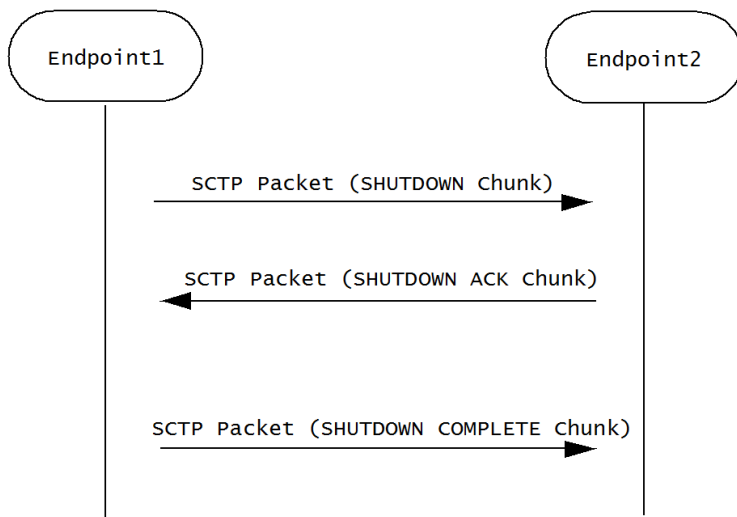 Endpoint1
Endpoint2
SCTP Packet (SHUTDOWN Chunk)
SCTP Packet (SHUTDOWN ACK Chunk)
SCTP Packet (SHUTDOWN COMPLETE Chunk)